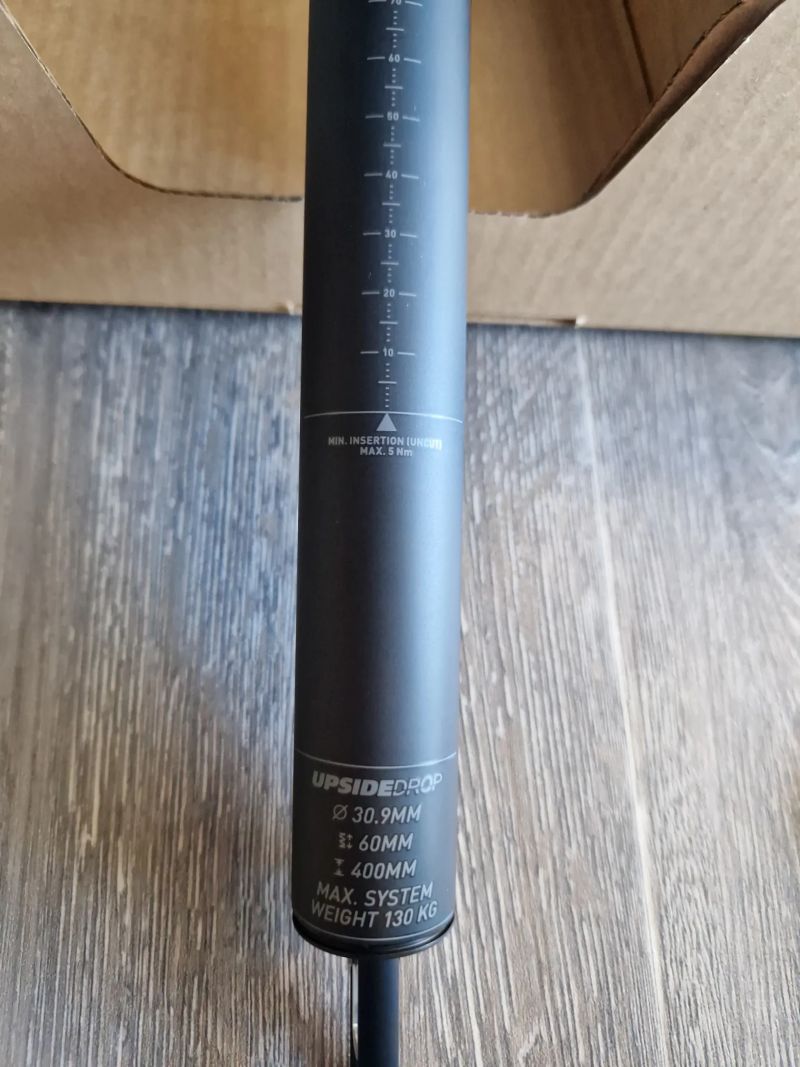 70
60
50
40
30
20
10
MIN. INSERTION (UNCUT)
MAX. 5 Nm
UPSIDEDROP
Ø 30.9MM
60MM
400MM
MAX. SYSTEM
WEIGHT 130 KG